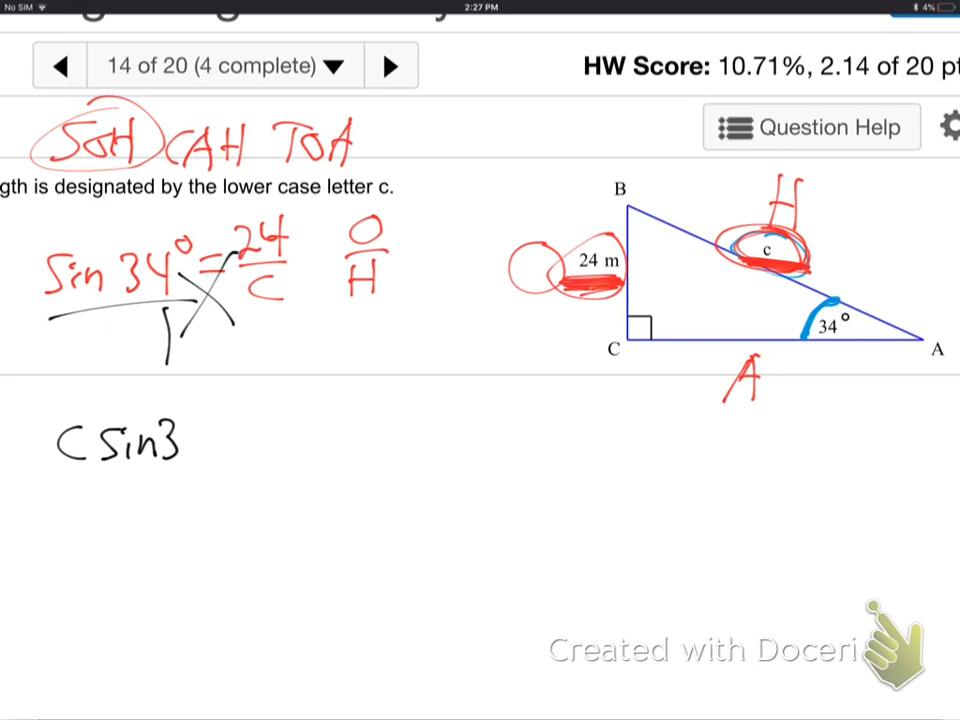 No SIM 2:27 PM 4%
14 of 20 (4 complete) HW Score: 10.71%, 2.14 of 20 pt
Question Help
SOH CAH TOA
gth is designated by the lower case letter c.
B
H
c
sin 34° = 24/C O/H
1
O 24 m
34°
C A
A
C sin3
Created with Doceri